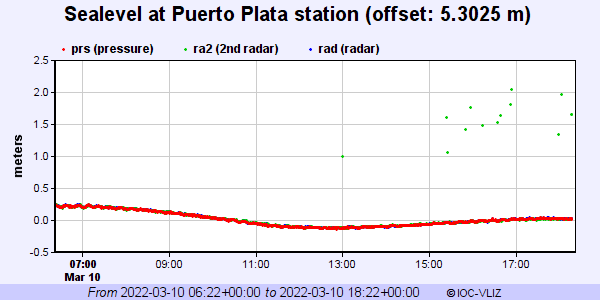 Sealevel at Puerto Plata station (offset: 5.3025 m)
prs (pressure) ra2 (2nd radar) rad (radar)
2.5
2.0
1.5
1.0
0.5
0.0
-0.5
meters
07:00 09:00 11:00 13:00 15:00 17:00
Mar 10
From 2022-03-10 06:22+00:00 to 2022-03-10 18:22+00:00 © IOC-VLIZ